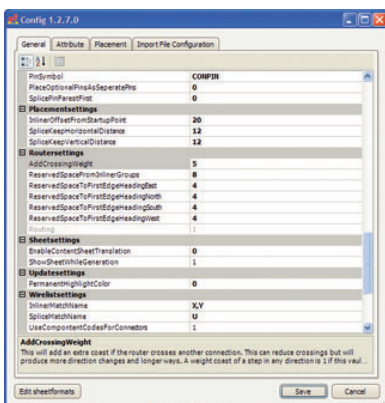 Config 1.2.7.0
General Attribute Placement Import File Configuration
PinSymbol CONPIN
PlaceOptionalPinsAsSeperatePins 0
SplicePinFarestFirst 0
Placementsettings
InlinerOffsetFromStartupPoint 20
SpliceKeepHorizontalDistance 12
SpliceKeepVerticalDistance 12
Routersettings
AddCrossingWeight 5
ReservedSpaceFromInlinerGroups 8
ReservedSpaceToFirstEdgeHeadingEast 4
ReservedSpaceToFirstEdgeHeadingNorth 4
ReservedSpaceToFirstEdgeHeadingSouth 4
ReservedSpaceToFirstEdgeHeadingWest 4
Routing 1
Sheetsettings
EnableContentSheetTranslation 0
ShowSheetWhileGeneration 1
Updatesettings
PermanentHighlightColor 0
Wirelistsettings
InlinerMatchName X,Y
SpliceMatchName U
UseComportentCodesForConnectors 1
AddCrossingWeight
This will add an extra coast if the router crosses another connection. This can reduce crossings but will
produce more direction changes and longer ways. A weight coast of a step in any direction is 1 if this vaul...
Edit sheetformats Save Cancel